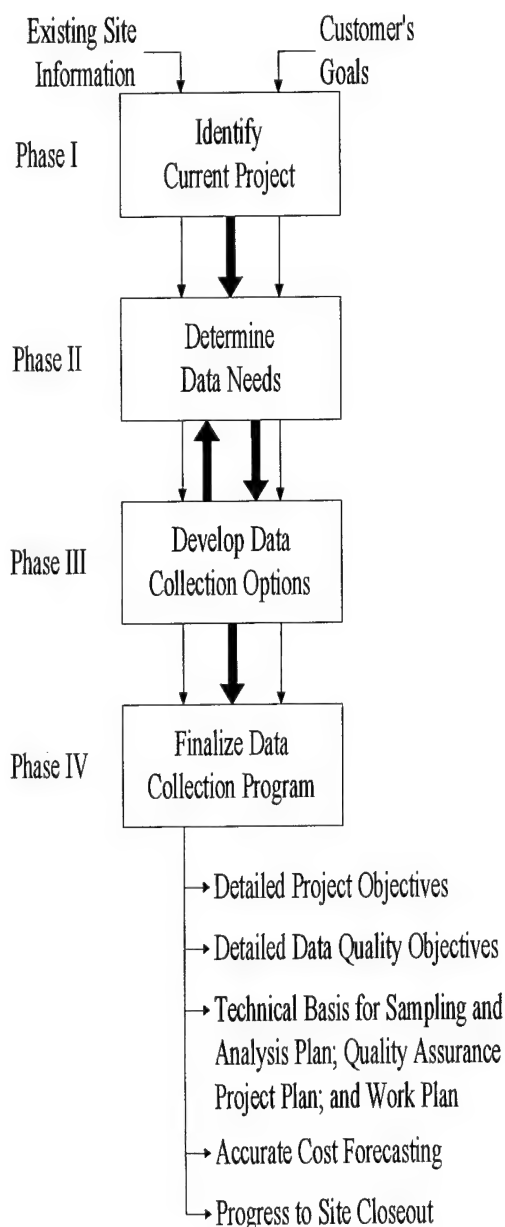 Existing Site
Information
Customer's
Goals
Phase I
Identify
Current Project
Phase II
Determine
Data Needs
Phase III
Develop Data
Collection Options
Phase IV
Finalize Data
Collection Program
Detailed Project Objectives
Detailed Data Quality Objectives
Technical Basis for Sampling and
Analysis Plan; Quality Assurance
Project Plan; and Work Plan
Accurate Cost Forecasting
Progress to Site Closeout